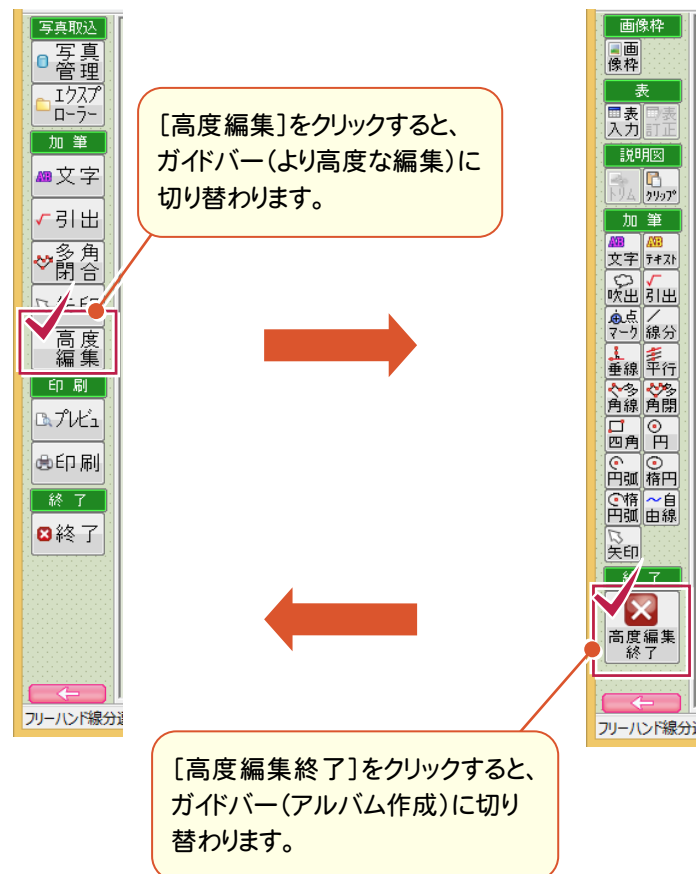 写真取込
写真
管理
エクスプ
ローラー
加 筆
文字
引出
多角
閉合
矢印
高度
編集
印 刷
プレビュ
印刷
終 了
終了
フリーハンド線分
[高度編集]をクリックすると、
ガイドバー(より高度な編集)に
切り替わります。
画像枠
画
像枠
表
表 表
入力 訂正
説明図
トリム クリップ
加 筆
文字 テキスト
吹出 引出
点 線分
マーク
垂線 平行
多 多
角線 角閉
四角 円
円弧 楕円
楕 自
円弧 由線
矢印
終 了
高度編集
終了
フリーハンド線分
[高度編集終了]をクリックすると、
ガイドバー(アルバム作成)に切り
替わります。